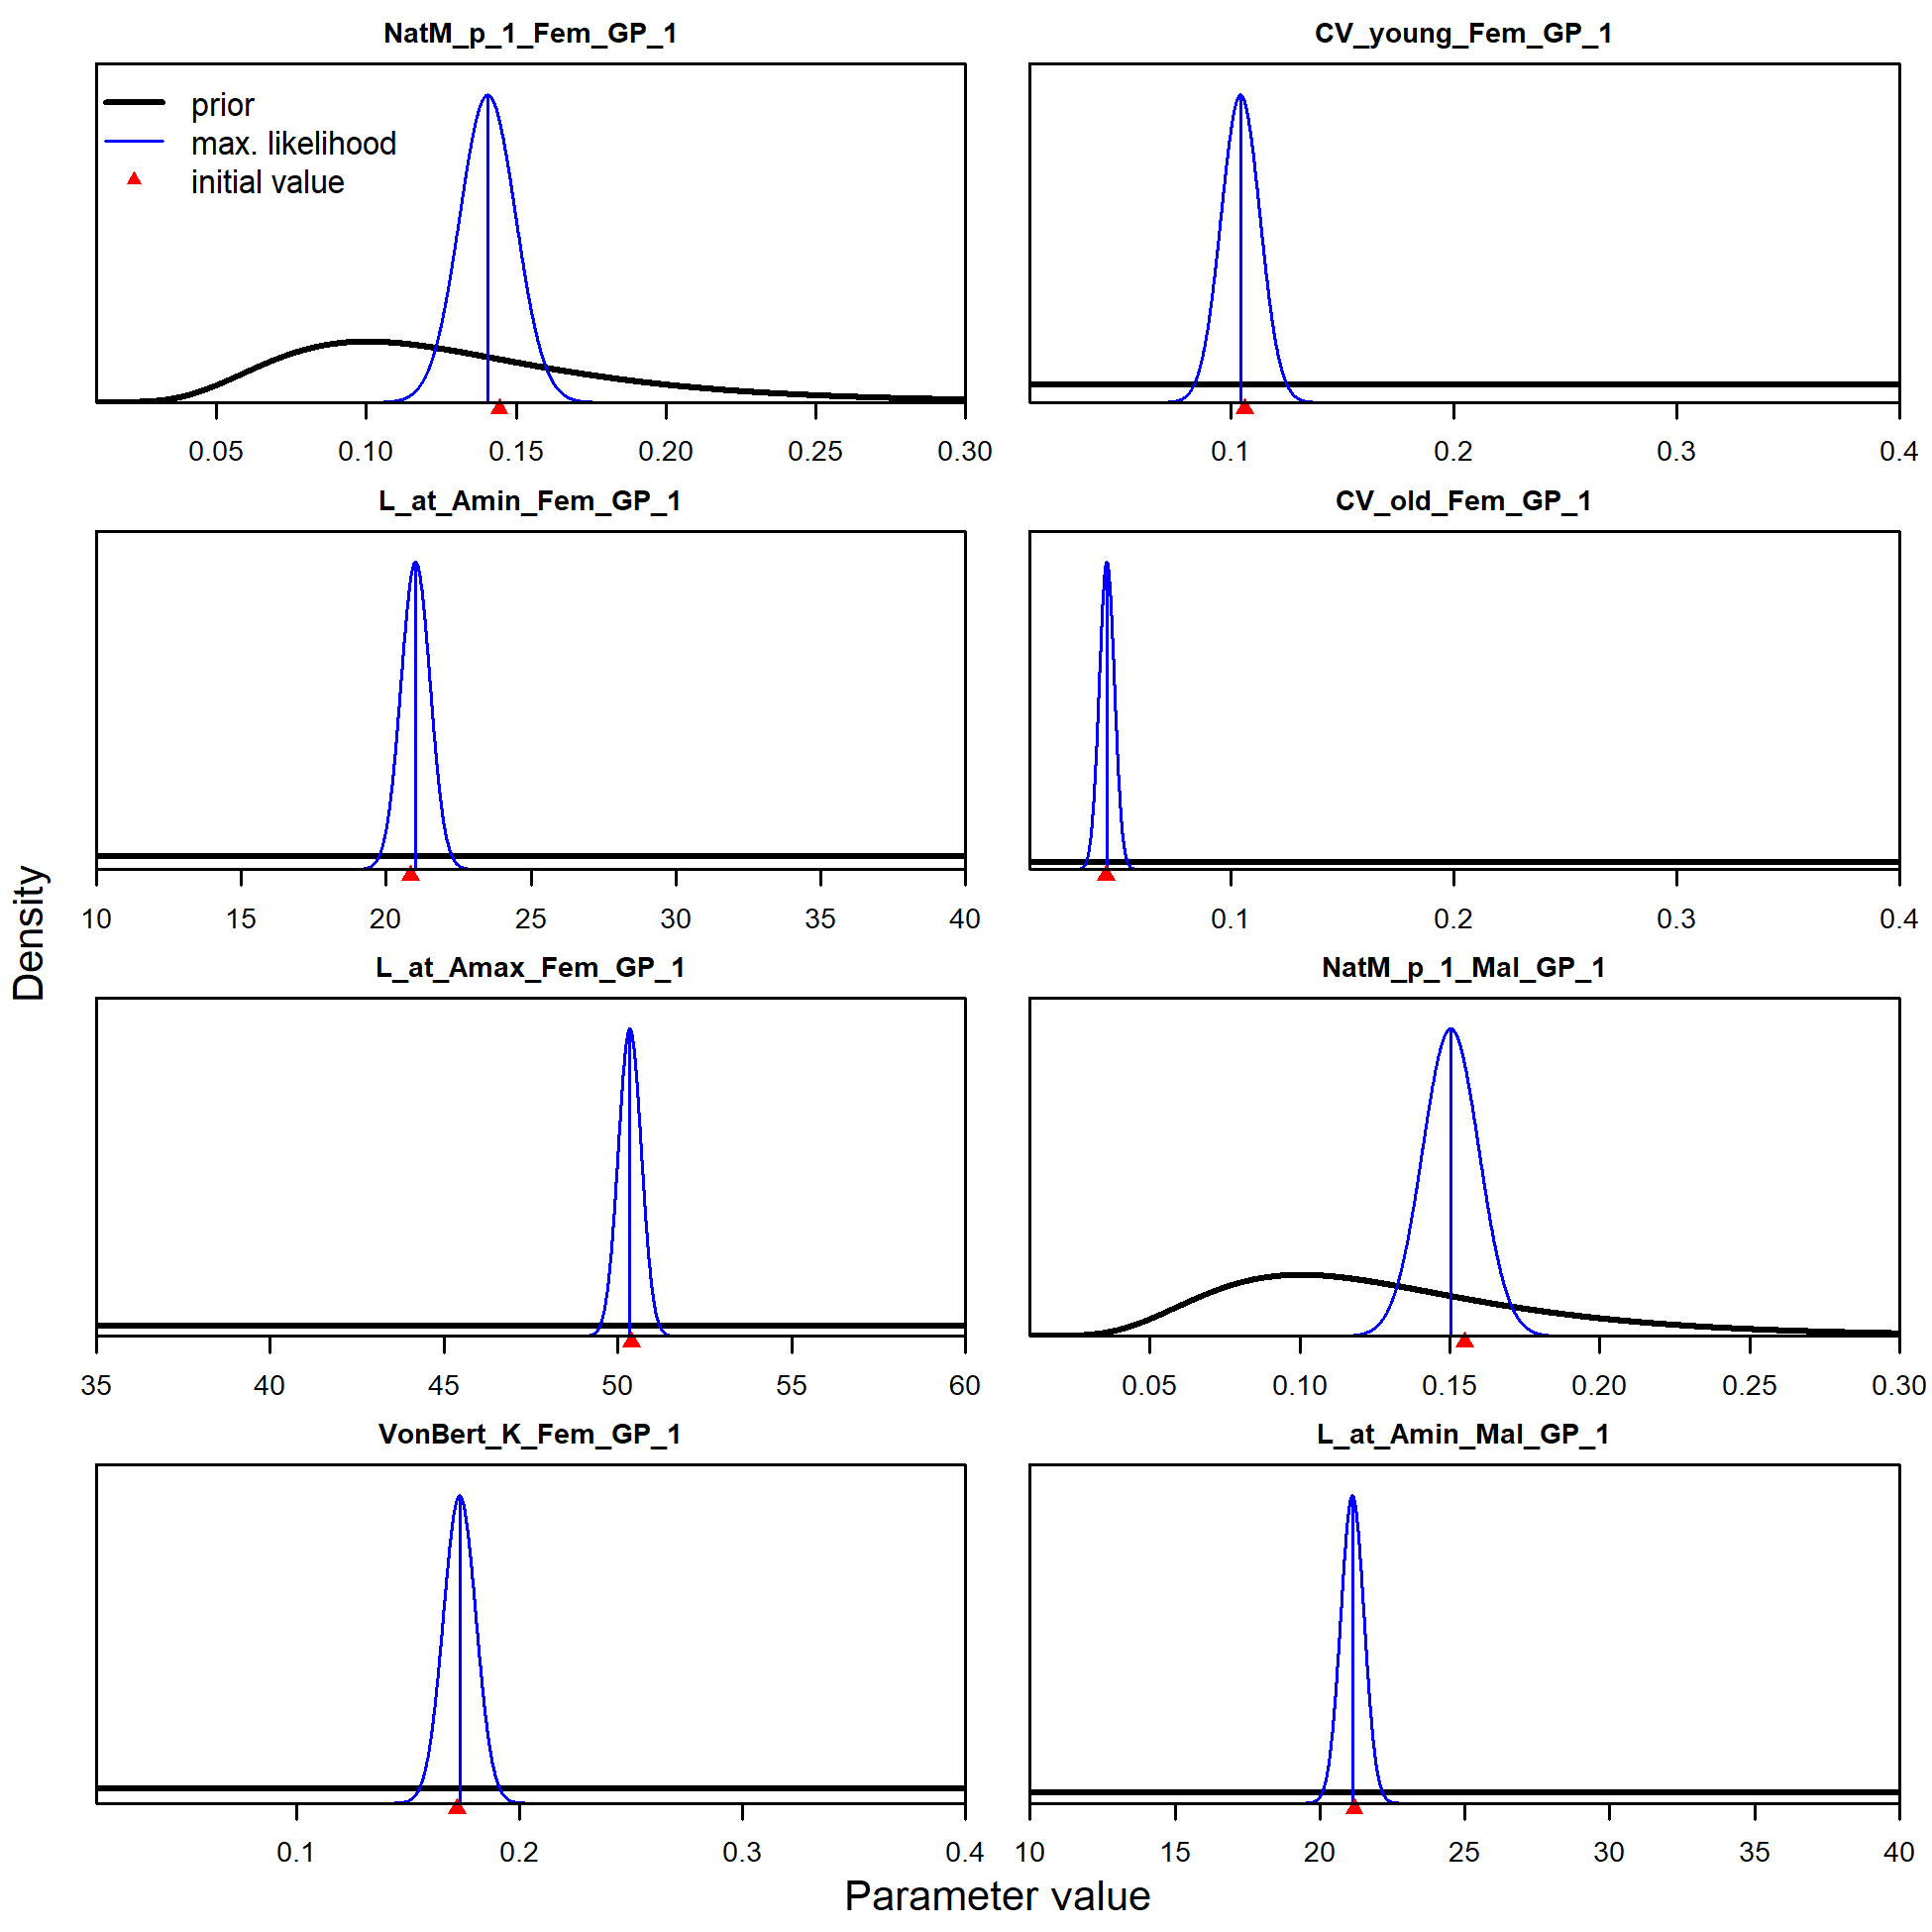 NatM_p_1_Fem_GP_1
prior
max. likelihood
initial value
0.05 0.10 0.15 0.20 0.25 0.30
CV_young_Fem_GP_1
0.1 0.2 0.3 0.4
L_at_Amin_Fem_GP_1
10 15 20 25 30 35 40
CV_old_Fem_GP_1
0.1 0.2 0.3 0.4
L_at_Amax_Fem_GP_1
35 40 45 50 55 60
NatM_p_1_Mal_GP_1
0.05 0.10 0.15 0.20 0.25 0.30
VonBert_K_Fem_GP_1
0.1 0.2 0.3 0.4
L_at_Amin_Mal_GP_1
10 15 20 25 30 35 40
Density
Parameter value